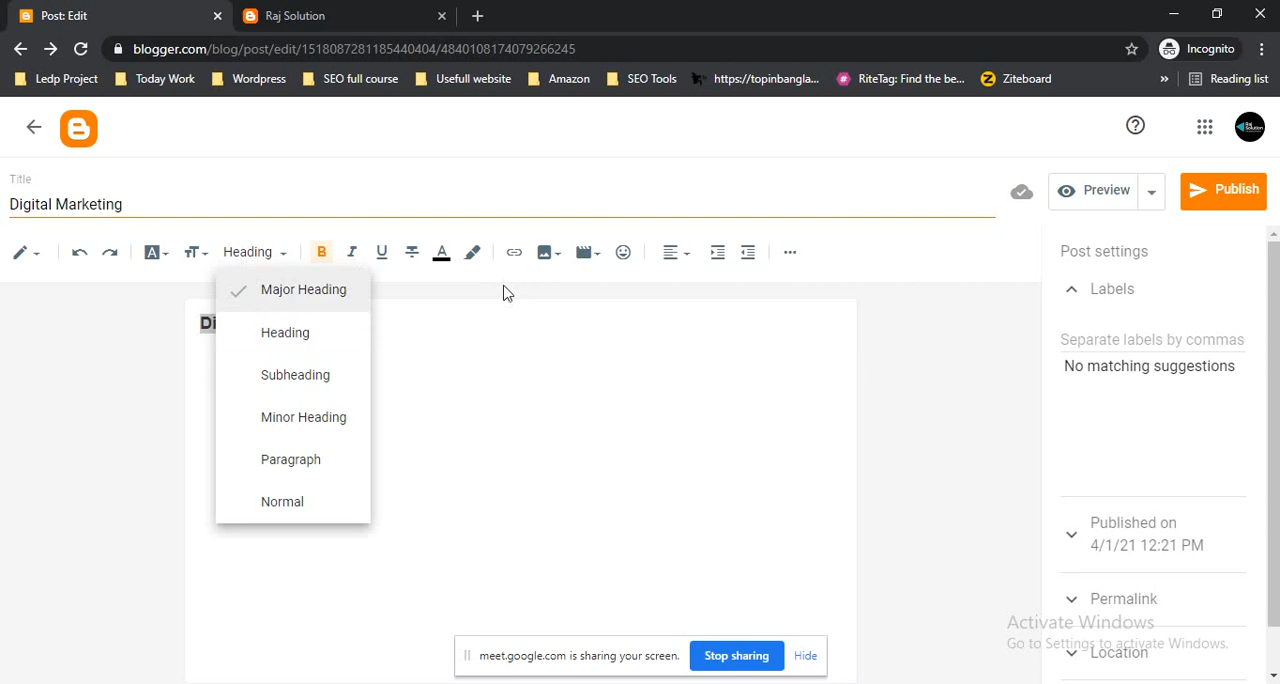 Post: Edit
Raj Solution
blogger.com/blog/post/edit/1518087281185440404/4840108174079266245
Incognito
Ledp Project
Today Work
Wordpress
SEO full course
Usefull website
Amazon
SEO Tools
https://topinbangla...
RiteTag: Find the be...
Ziteboard
»
Reading list
Title
Digital Marketing
Preview
Publish
Heading
B
I
U
A
Post settings
Labels
Separate labels by commas
No matching suggestions
Di
Major Heading
Heading
Subheading
Minor Heading
Paragraph
Normal
Published on
4/1/21 12:21 PM
Permalink
Location
Activate Windows
Go to Settings to activate Windows.
meet.google.com is sharing your screen.
Stop sharing
Hide